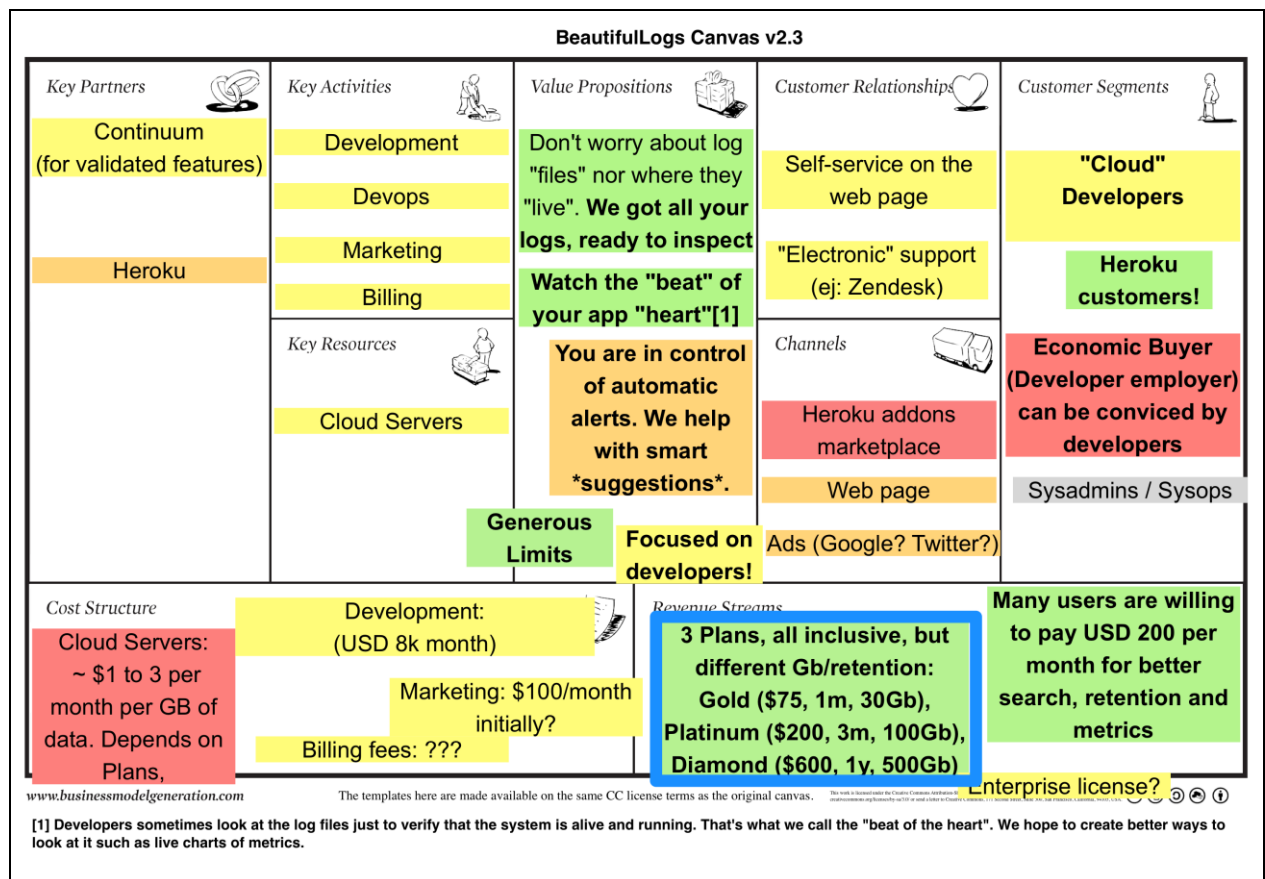 BeautifulLogs Canvas v2.3
Key Partners
Continuum
(for validated features)
Heroku
Key Activities
Development
Devops
Marketing
Billing
Key Resources
Cloud Servers
Value Propositions
Don't worry about log
"files" nor where they
"live". We got all your
logs, ready to inspect
Watch the "beat" of
your app "heart"[1]
You are in control
of automatic
alerts. We help
with smart
*suggestions*.
Generous
Limits
Focused on
developers!
Customer Relationships
Self-service on the
web page
"Electronic" support
(ej: Zendesk)
Channels
Heroku addons
marketplace
Web page
Ads (Google? Twitter?)
Customer Segments
"Cloud"
Developers
Heroku
customers!
Economic Buyer
(Developer employer)
can be conviced by
developers
Sysadmins / Sysops
Cost Structure
Cloud Servers:
~ $1 to 3 per
month per GB of
data. Depends on
Plans,
Development:
(USD 8k month)
Marketing: $100/month
initially?
Billing fees: ???
Revenue Streams
3 Plans, all inclusive, but
different Gb/retention:
Gold ($75, 1m, 30Gb),
Platinum ($200, 3m, 100Gb),
Diamond ($600, 1y, 500Gb)
Many users are willing
to pay USD 200 per
month for better
search, retention and
metrics
Enterprise license?
www.businessmodelgeneration.com
The templates here are made available on the same CC license terms as the original canvas.
[1] Developers sometimes look at the log files just to verify that the system is alive and running. That's what we call the "beat of the heart". We hope to create better ways to
look at it such as live charts of metrics.